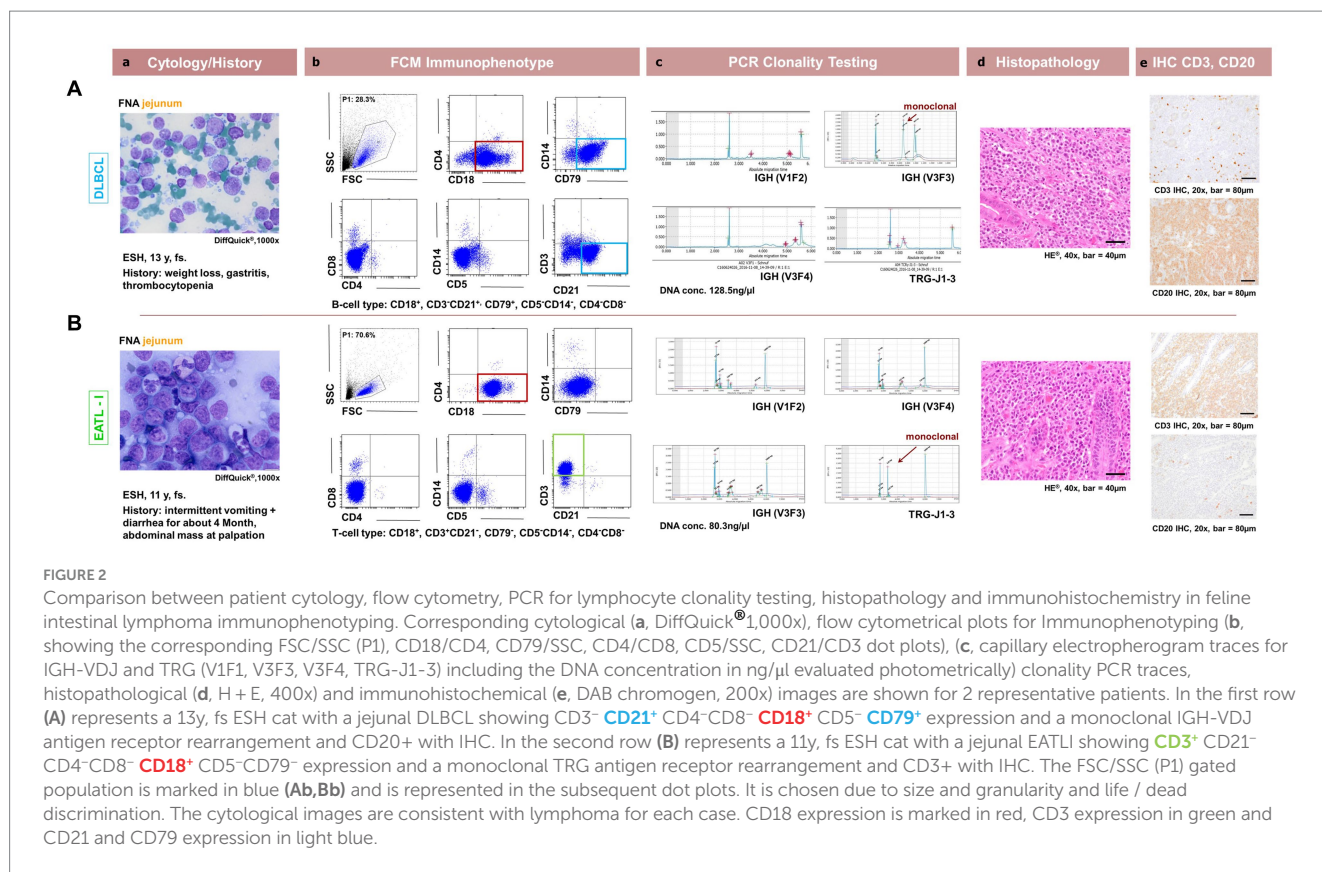 a Cytology/History
b FCM Immunophenotype
c PCR Clonality Testing
d Histopathology
e IHC CD3, CD20
A
DLBCL
FNA jejunum
DiffQuick®,1000x
ESH, 13 y, fs.
History: weight loss, gastritis,
thrombocytopenia
P1: 28.3%
SSC
FSC
CD4
CD18
CD14
CD79
CD8
CD4
CD14
CD5
CD3
CD21
B-cell type: CD18⁺, CD3⁻CD21⁺, CD79⁺, CD5⁻CD14⁻, CD4⁻CD8⁻
Absolute migration time
IGH (V1F2)
monoclonal
IGH (V3F3)
Absolute migration time
IGH (V3F4)
TRG-J1-3
DNA conc. 128.5ng/µl
HE®, 40x, bar = 40µm
CD3 IHC, 20x, bar = 80µm
CD20 IHC, 20x, bar = 80µm
B
EATL - I
FNA jejunum
DiffQuick®,1000x
ESH, 11 y, fs.
History: intermittent vomiting +
diarrhea for about 4 Month,
abdominal mass at palpation
P1: 70.6%
SSC
FSC
CD4
CD18
CD14
CD79
CD8
CD4
CD14
CD5
CD3
CD21
T-cell type: CD18⁺, CD3⁺CD21⁻, CD79⁻, CD5⁻CD14⁻, CD4⁻CD8⁻
IGH (V1F2)
IGH (V3F4)
monoclonal
IGH (V3F3)
TRG-J1-3
DNA conc. 80.3ng/µl
HE®, 40x, bar = 40µm
CD3 IHC, 20x, bar = 80µm
CD20 IHC, 20x, bar = 80µm
FIGURE 2
Comparison between patient cytology, flow cytometry, PCR for lymphocyte clonality testing, histopathology and immunohistochemistry in feline
intestinal lymphoma immunophenotyping. Corresponding cytological (a, DiffQuick®1,000x), flow cytometrical plots for Immunophenotyping (b,
showing the corresponding FSC/SSC (P1), CD18/CD4, CD79/SSC, CD4/CD8, CD5/SSC, CD21/CD3 dot plots), (c, capillary electropherogram traces for
IGH-VDJ and TRG (V1F1, V3F3, V3F4, TRG-J1-3) including the DNA concentration in ng/µl evaluated photometrically) clonality PCR traces,
histopathological (d, H + E, 400x) and immunohistochemical (e, DAB chromogen, 200x) images are shown for 2 representative patients. In the first row
(A) represents a 13y, fs ESH cat with a jejunal DLBCL showing CD3⁻ CD21⁺ CD4⁻CD8⁻ CD18⁺ CD5⁻ CD79⁺ expression and a monoclonal IGH-VDJ
antigen receptor rearrangement and CD20+ with IHC. In the second row (B) represents a 11y, fs ESH cat with a jejunal EATLI showing CD3⁺ CD21⁻
CD4⁻CD8⁻ CD18⁺ CD5⁻CD79⁻ expression and a monoclonal TRG antigen receptor rearrangement and CD3+ with IHC. The FSC/SSC (P1) gated
population is marked in blue (Ab,Bb) and is represented in the subsequent dot plots. It is chosen due to size and granularity and life / dead
discrimination. The cytological images are consistent with lymphoma for each case. CD18 expression is marked in red, CD3 expression in green and
CD21 and CD79 expression in light blue.